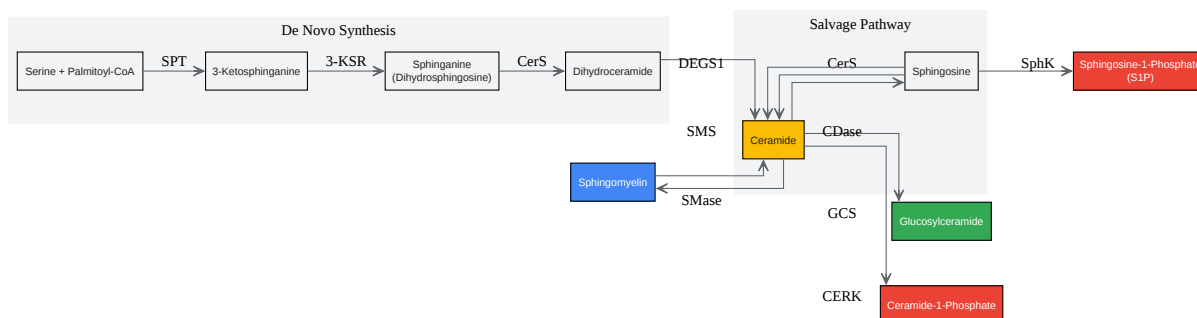 De Novo Synthesis
Salvage Pathway
Serine + Palmitoyl-CoA
SPT
3-Ketosphinganine
3-KSR
Sphinganine
(Dihydrosphingosine)
CerS
Dihydroceramide
DEGS1
CerS
Sphingosine
SphK
Sphingosine-1-Phosphate
(S1P)
SMS
Ceramide
CDase
Sphingomyelin
SMase
GCS
Glucosylceramide
CERK
Ceramide-1-Phosphate